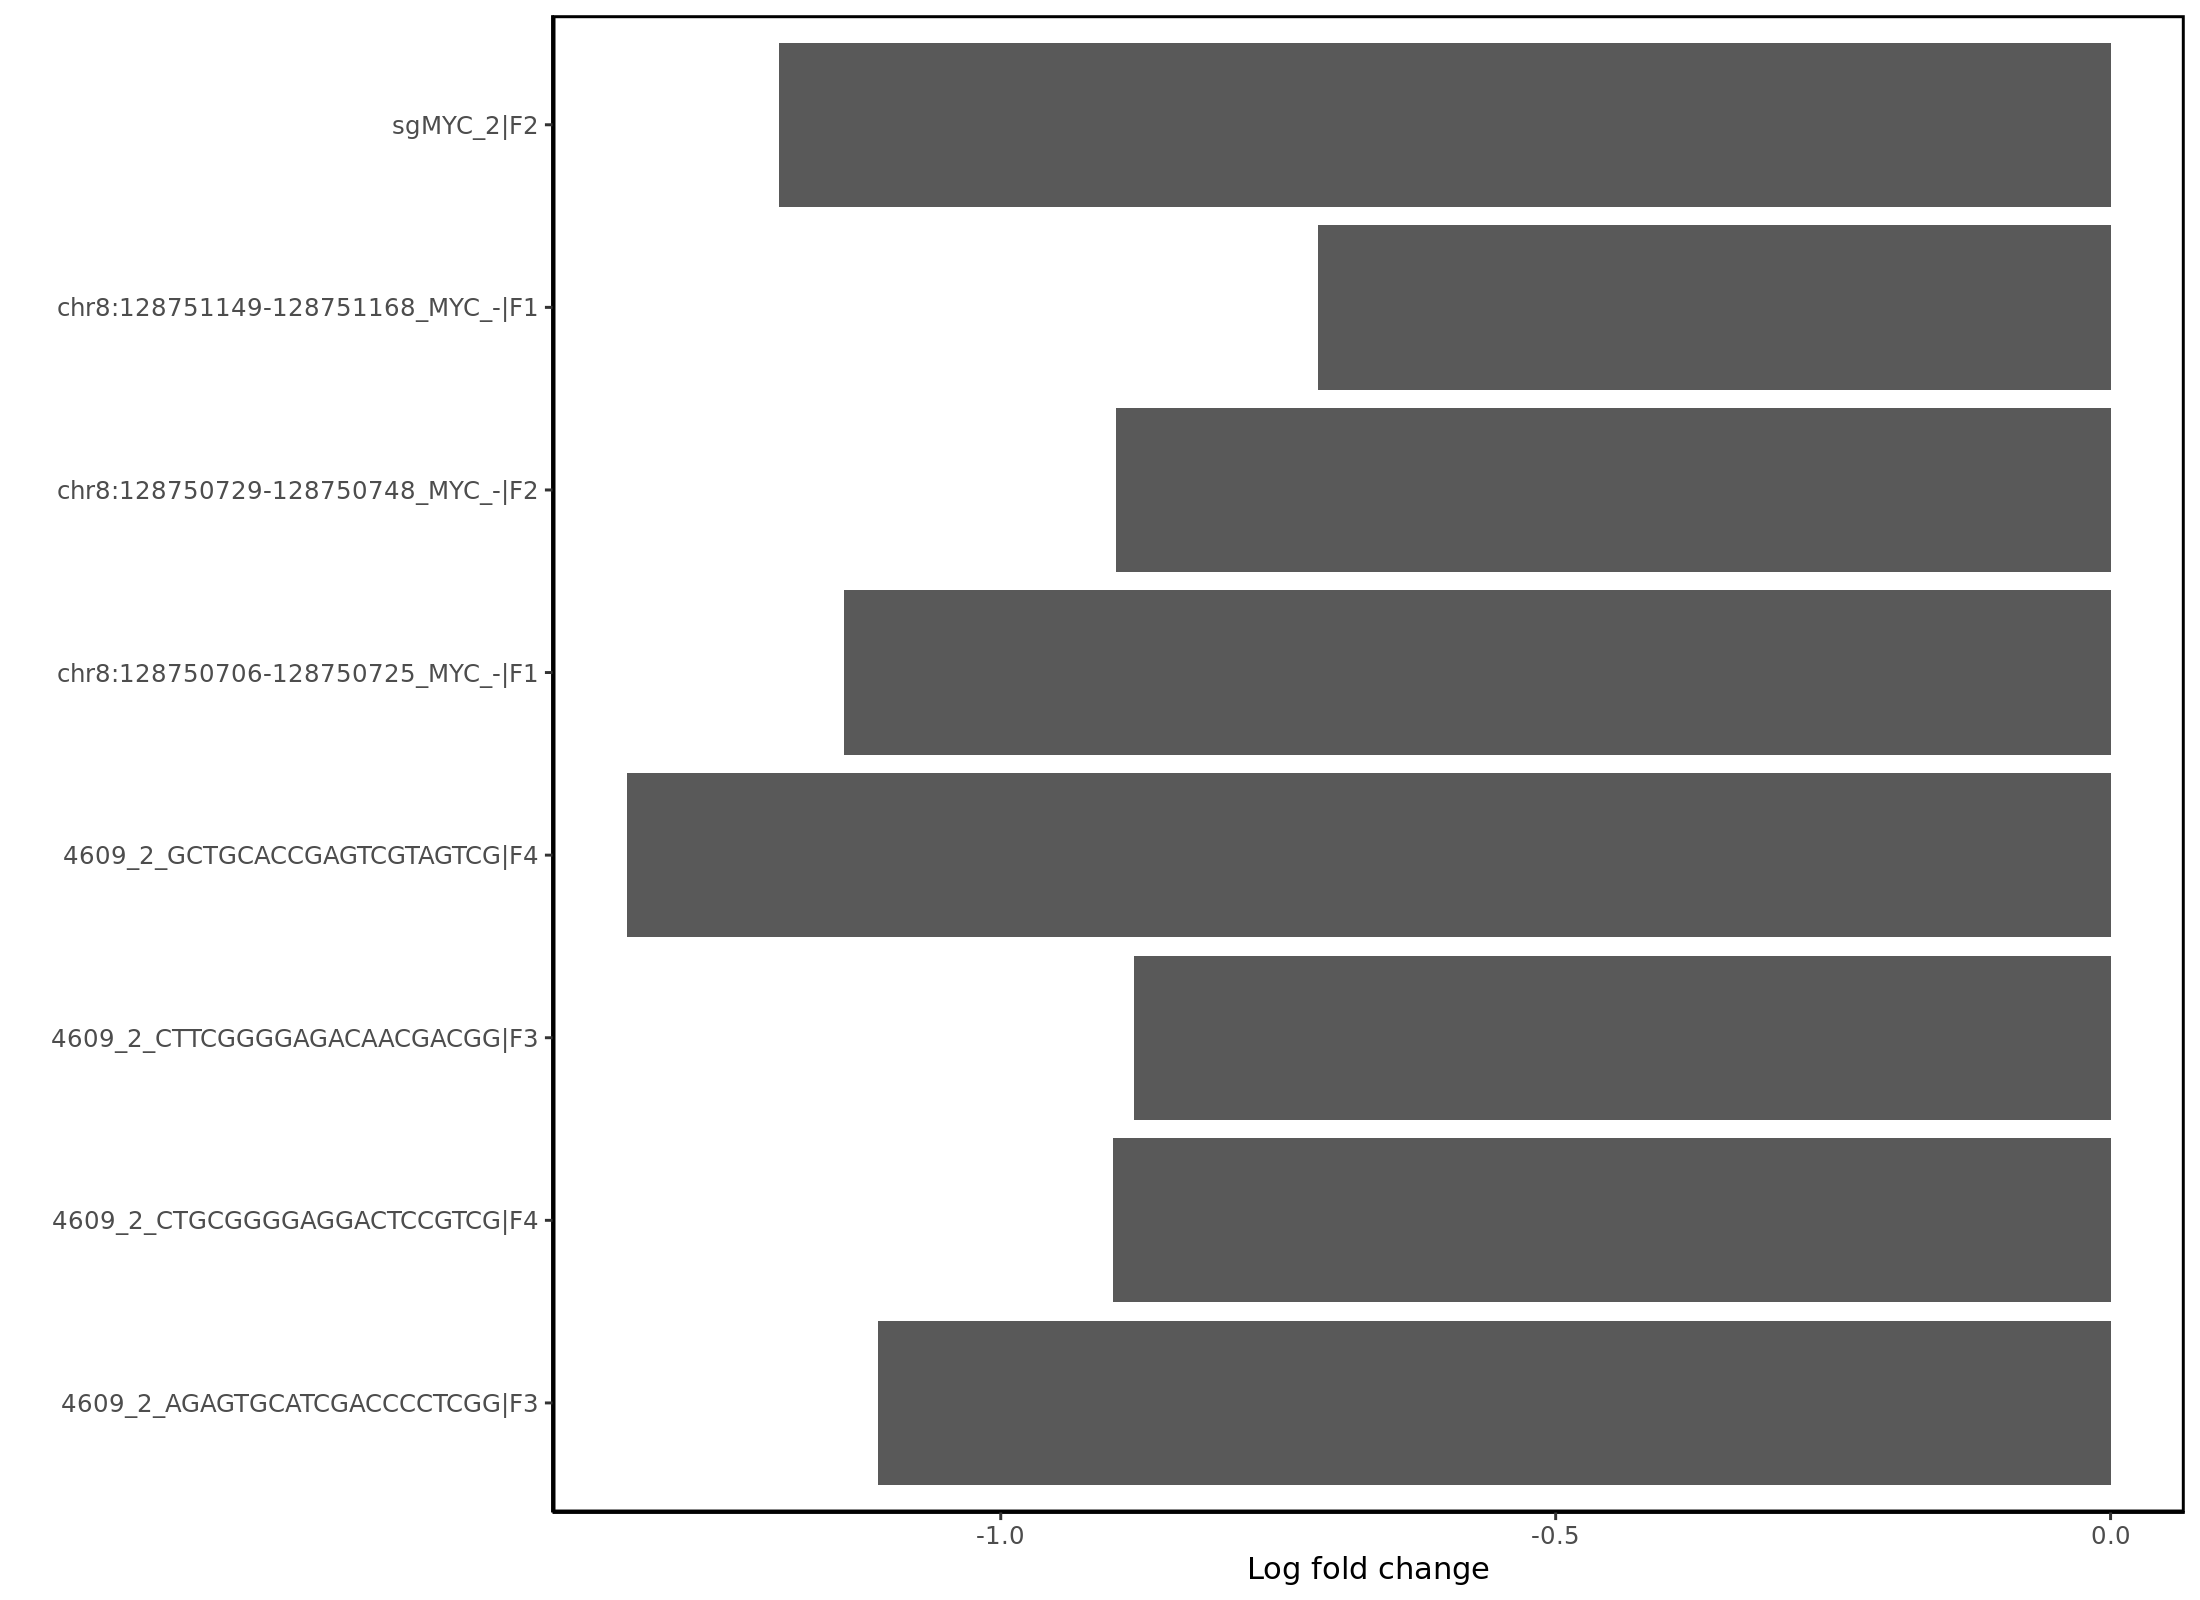 sgMYC_2|F2
chr8:128751149-128751168_MYC_-|F1
chr8:128750729-128750748_MYC_-|F2
chr8:128750706-128750725_MYC_-|F1
4609_2_GCTGCACCGAGTCGTAGTCG|F4
4609_2_CTTCGGGGAGACAACGACGG|F3
4609_2_CTGCGGGGAGGACTCCGTCG|F4
4609_2_AGAGTGCATCGACCCCTCGG|F3
-1.0 -0.5 0.0
Log fold change